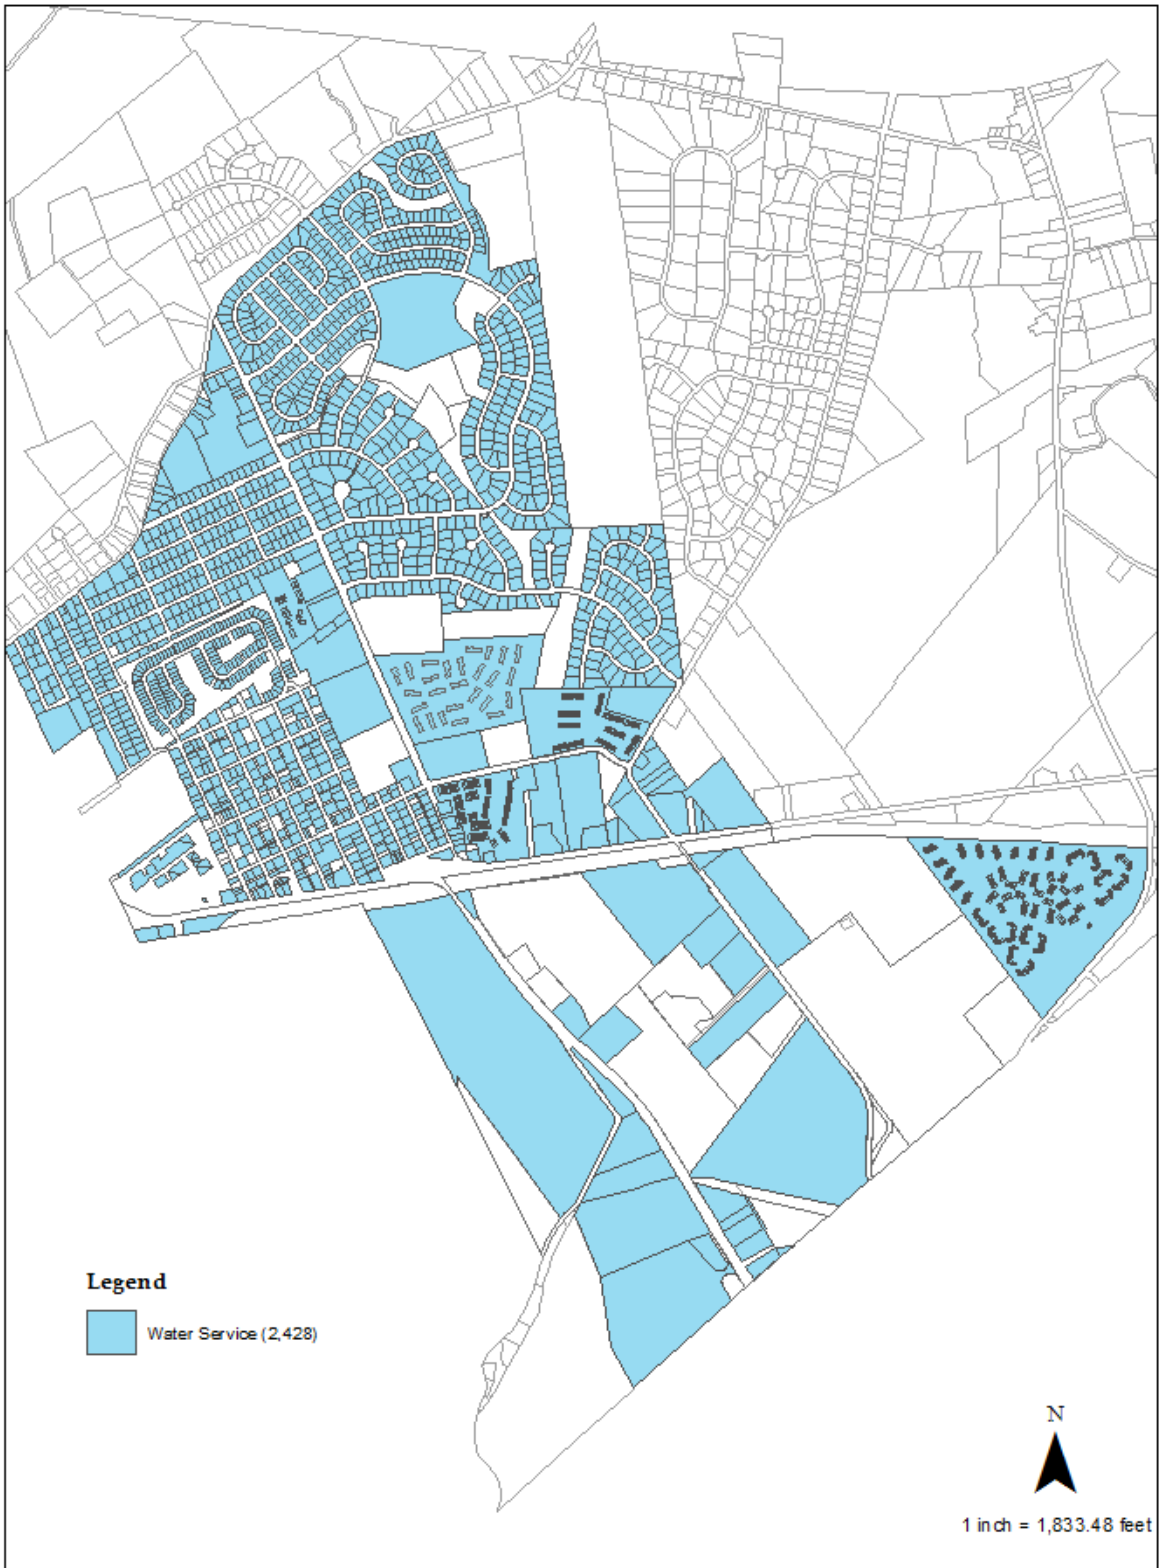 Legend
Water Service (2,428)
N
1 inch = 1,833.48 feet